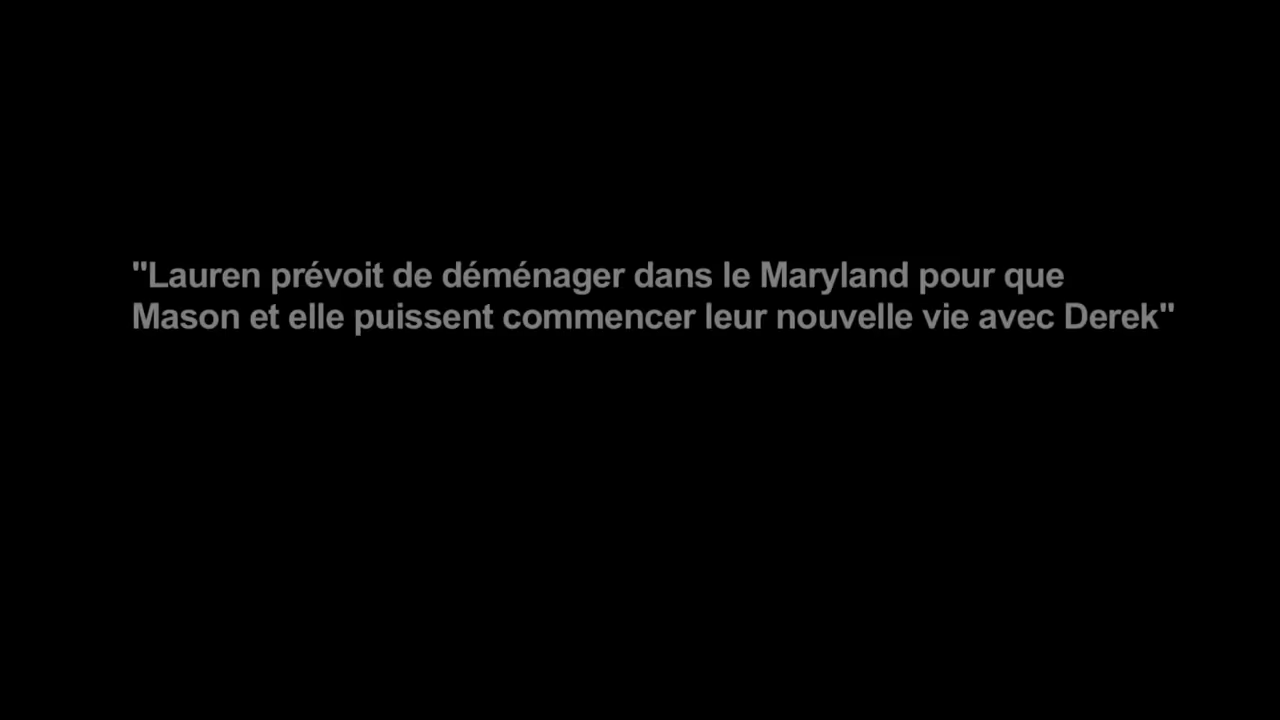 "Lauren prévoit de déménager dans le Maryland pour que
Mason et elle puissent commencer leur nouvelle vie avec Derek"